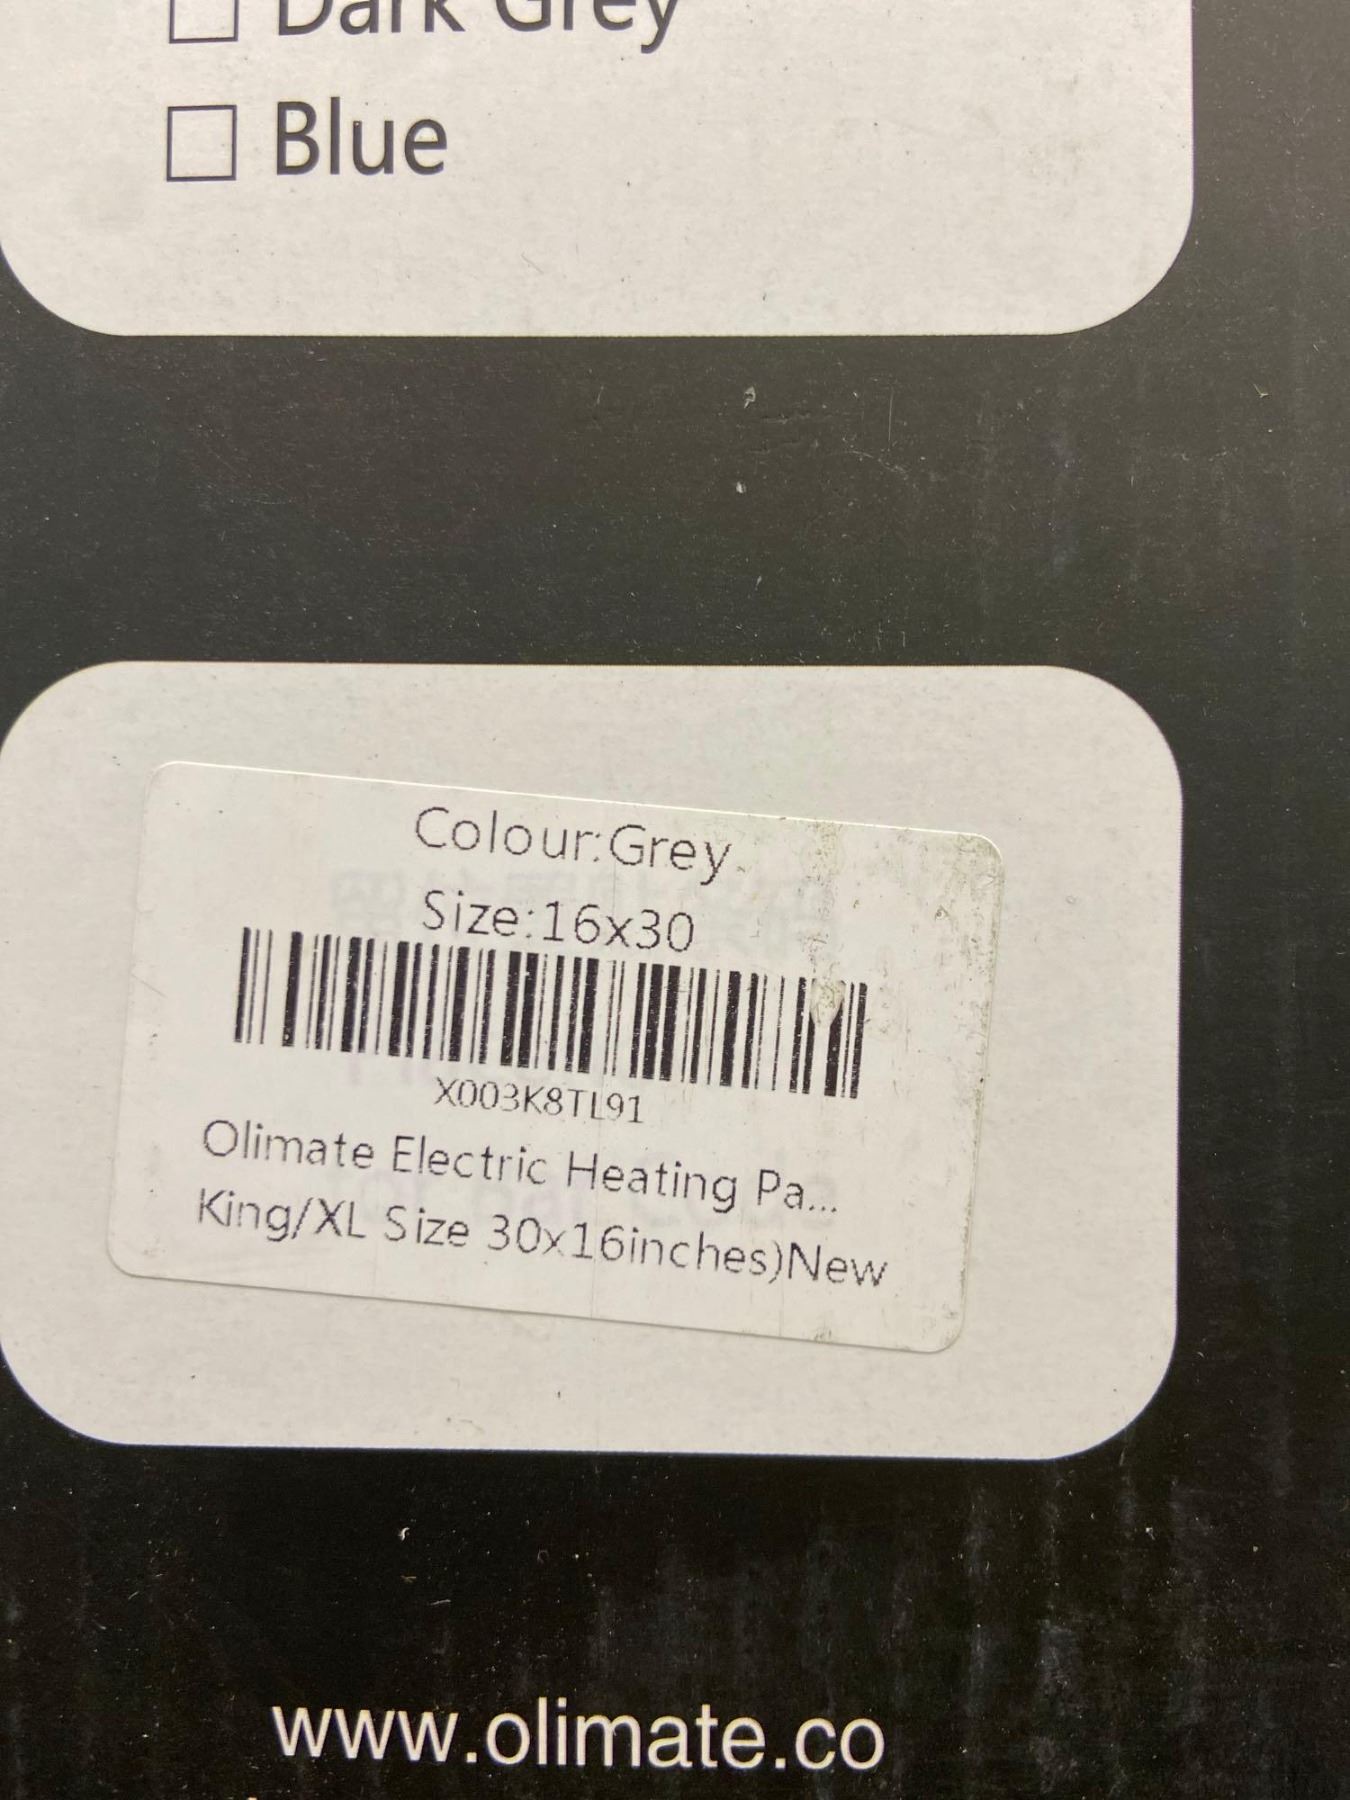 Dark Grey
Blue
Colour:Grey
Size:16x30
X003K8TL91
Olimate Electric Heating Pa...
King/XL Size 30x16inches)New
www.olimate.co